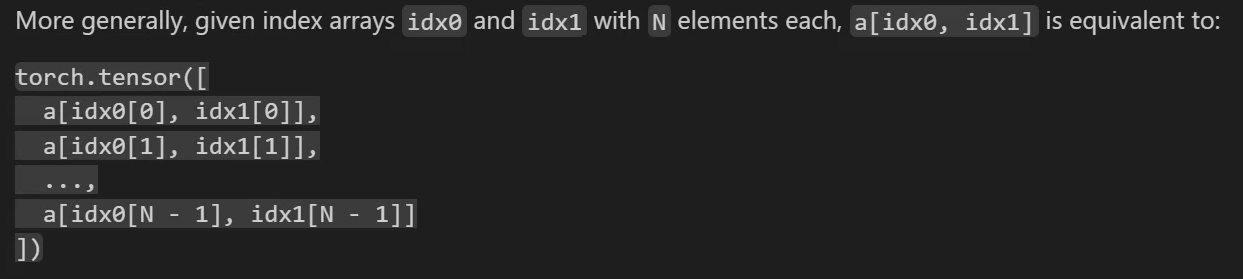 More generally, given index arrays idx0 and idx1 with N elements each, a[idx0, idx1] is equivalent to:
torch.tensor([
  a[idx0[0], idx1[0]],
  a[idx0[1], idx1[1]],
  ...,
  a[idx0[N - 1], idx1[N - 1]]
])